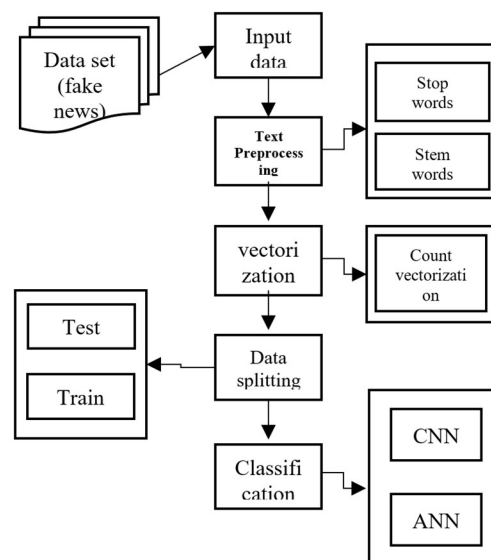 Data set
(fake
news)
Input
data
Text
Preprocess
ing
Stop
words
Stem
words
vectori
zation
Count
vectorizati
on
Test
Train
Data
splitting
Classifi
cation
CNN
ANN